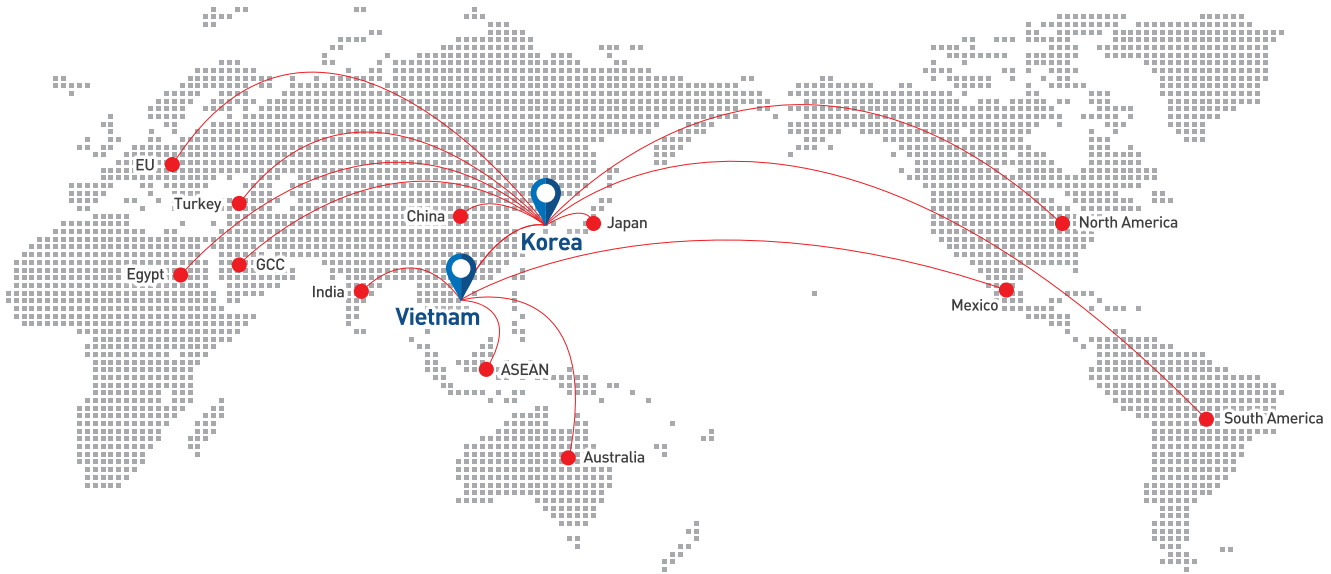 EU
Turkey
China
Japan
North America
Korea
Egypt
GCC
India
Mexico
Vietnam
ASEAN
South America
Australia